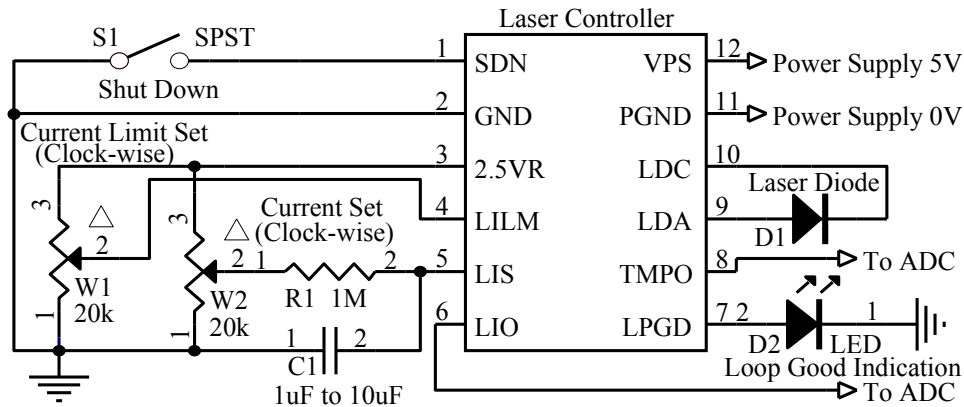 Laser Controller
S1 SPST
Shut Down
1 SDN VPS 12 Power Supply 5V
2 GND PGND 11 Power Supply 0V
Current Limit Set
(Clock-wise)
3 2.5VR LDC 10
Laser Diode
4 LILM LDA 9
D1
Current Set
(Clock-wise)
3 2 W1 20k 1
3 2 W2 20k 1
1 R1 1M 2
5 LIS TMPO 8 To ADC
6 LIO LPGD 7 2 1
D2 LED
Loop Good Indication
1 C1 2
1uF to 10uF
To ADC